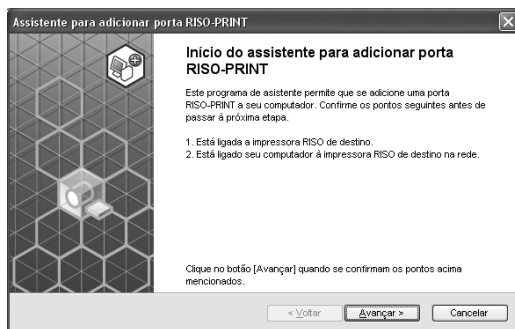 Assistente para adicionar porta RISO-PRINT
Início do assistente para adicionar porta
RISO-PRINT
Este programa de asistente permite que se adicione uma porta
RISO-PRINT a seu computador. Confirme os pontos seguintes antes de
passar à próxima etapa.
1. Está ligada a impressora RISO de destino.
2. Está ligado seu computador à impressora RISO de destino na rede.
Clique no botão [Avançar] quando se confirmam os pontos acima
mencionados.
< Voltar
Avançar >
Cancelar